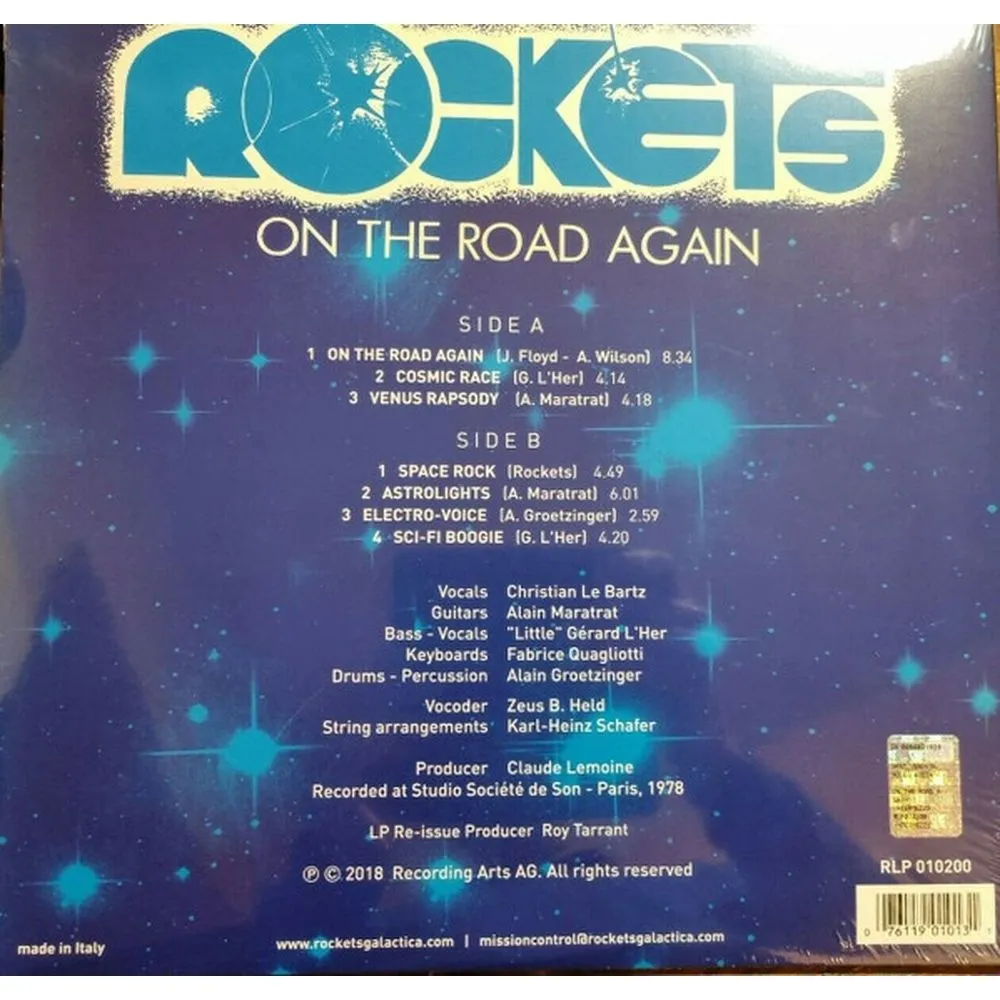 ROCKETS
ON THE ROAD AGAIN
SIDE A
1 ON THE ROAD AGAIN (J. Floyd - A. Wilson) 8.34
2 COSMIC RACE (G. L'Her) 4.14
3 VENUS RAPSODY (A. Maratrat) 4.18
SIDE B
1 SPACE ROCK (Rockets) 4.49
2 ASTROLIGHTS (A. Maratrat) 6.01
3 ELECTRO-VOICE (A. Groetzinger) 2.59
4 SCI-FI BOOGIE (G. L'Her) 4.20
Vocals Christian Le Bartz
Guitars Alain Maratrat
Bass - Vocals "Little" Gérard L'Her
Keyboards Fabrice Quagliotti
Drums - Percussion Alain Groetzinger
Vocoder Zeus B. Held
String arrangements Karl-Heinz Schafer
Producer Claude Lemoine
Recorded at Studio Société de Son - Paris, 1978
LP Re-issue Producer Roy Tarrant
℗ © 2018 Recording Arts AG. All rights reserved
RLP 010200
0 76119 01013 1
made in Italy
www.rocketsgalactica.com | missioncontrol@rocketsgalactica.com